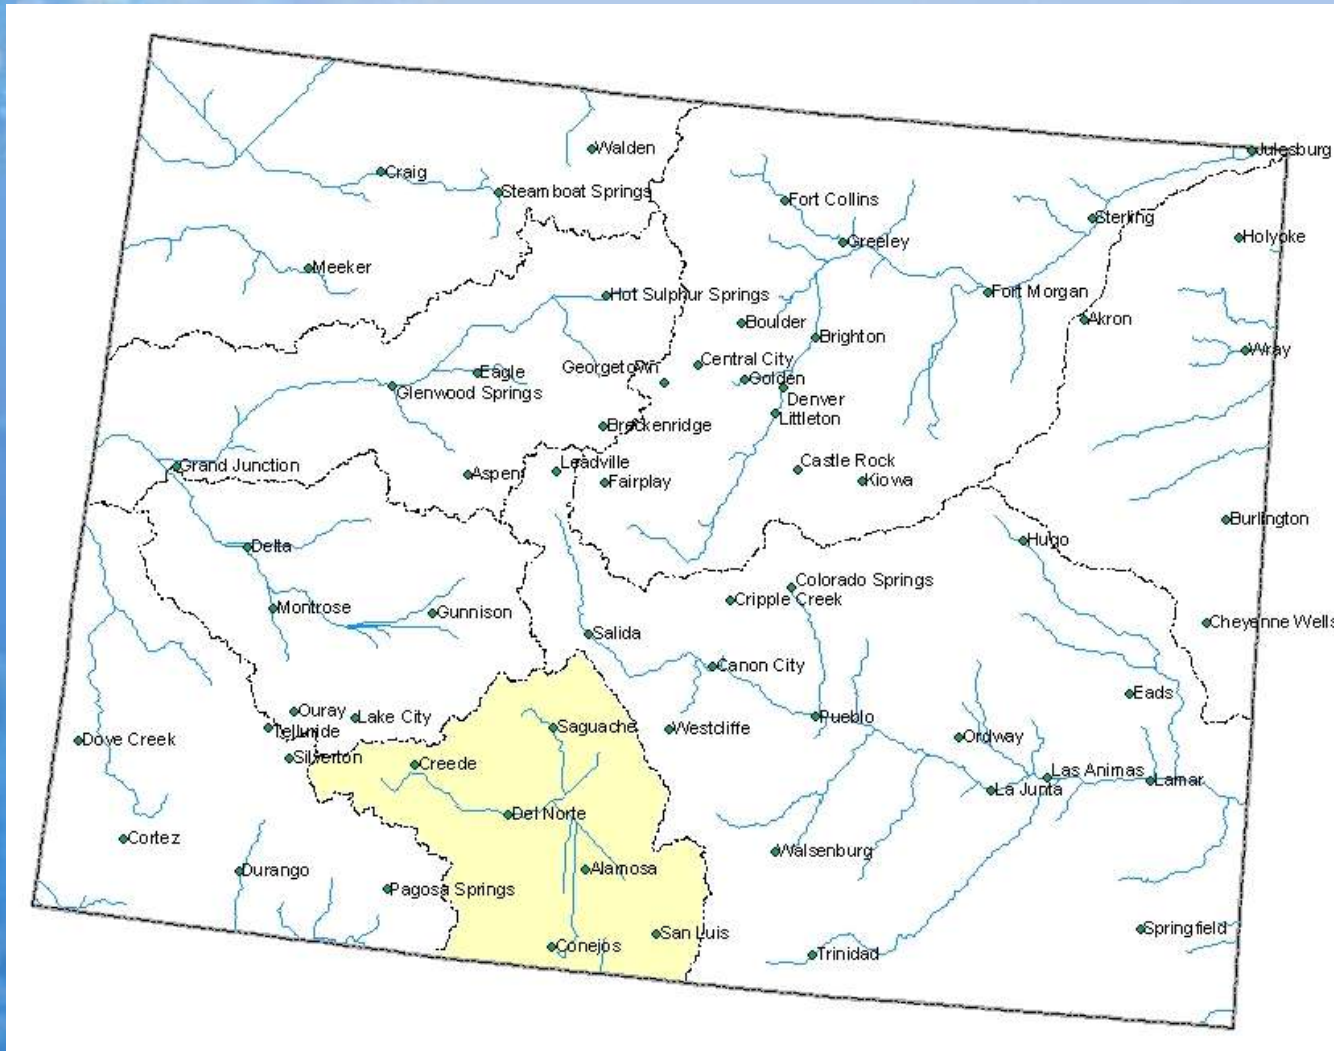 Julesburg
Walden
Craig
Steamboat Springs
Fort Collins
Sterling
Holyoke
Greeley
Meeker
Hot Sulphur Springs
Fort Morgan
Boulder
Akron
Brighton
Wray
Georgetown
Central City
Eagle
Golden
Glenwood Springs
Denver
Littleton
Breckenridge
Castle Rock
Leadville
Grand Junction
Aspen
Fairplay
Kiowa
Burlington
Hugo
Delta
Colorado Springs
Cripple Creek
Montrose
Gunnison
Cheyenne Wells
Salida
Canon City
Eads
Ouray
Lake City
Pueblo
Telluride
Saguache
Westcliffe
Ordway
Dove Creek
Silverton
Creede
Las Animas
Lamar
La Junta
Del Norte
Cortez
Walsenburg
Durango
Alamosa
Pagosa Springs
San Luis
Springfield
Conejos
Trinidad